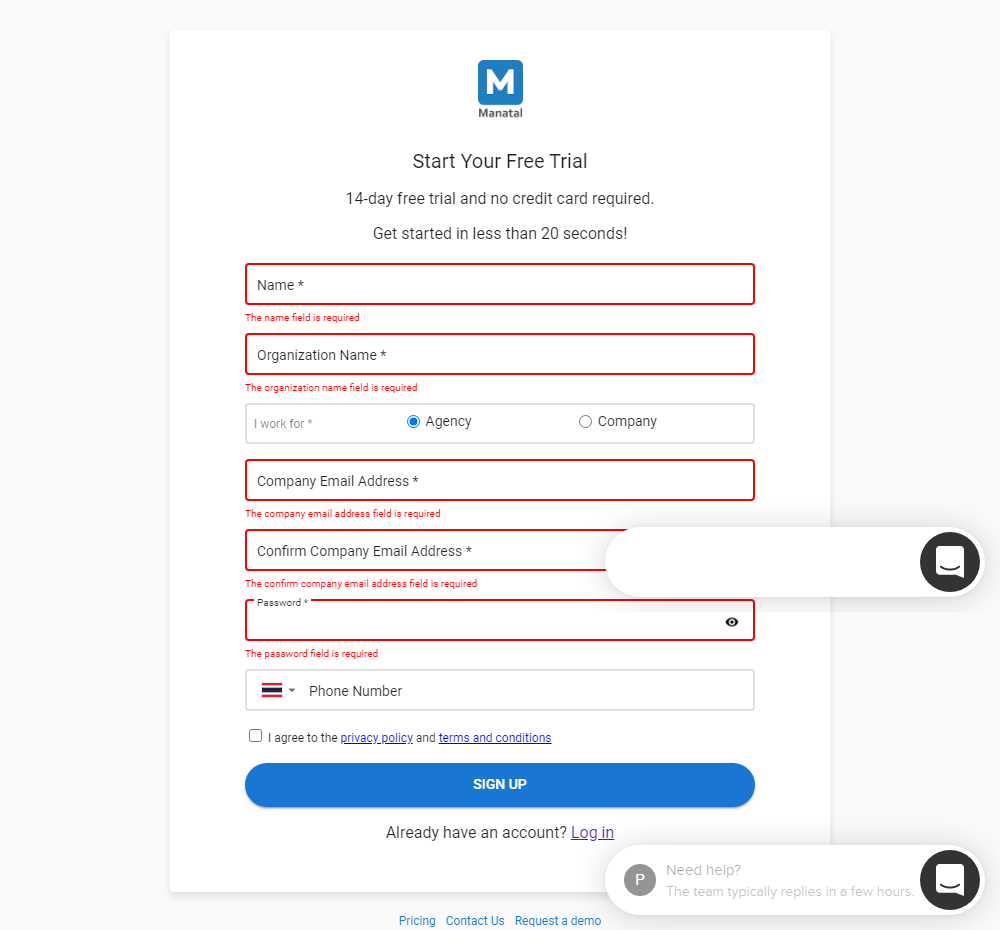 M
Manatal
Start Your Free Trial
14-day free trial and no credit card required.
Get started in less than 20 seconds!
Name *
The name field is required
Organization Name *
The organization name field is required
I work for *
Agency
Company
Company Email Address *
The company email address field is required
Confirm Company Email Address *
The confirm company email address field is required
Password *
The password field is required
Phone Number
I agree to the privacy policy and terms and conditions
SIGN UP
Already have an account? Log in
P
Need help?
The team typically replies in a few hours.
Pricing Contact Us Request a demo